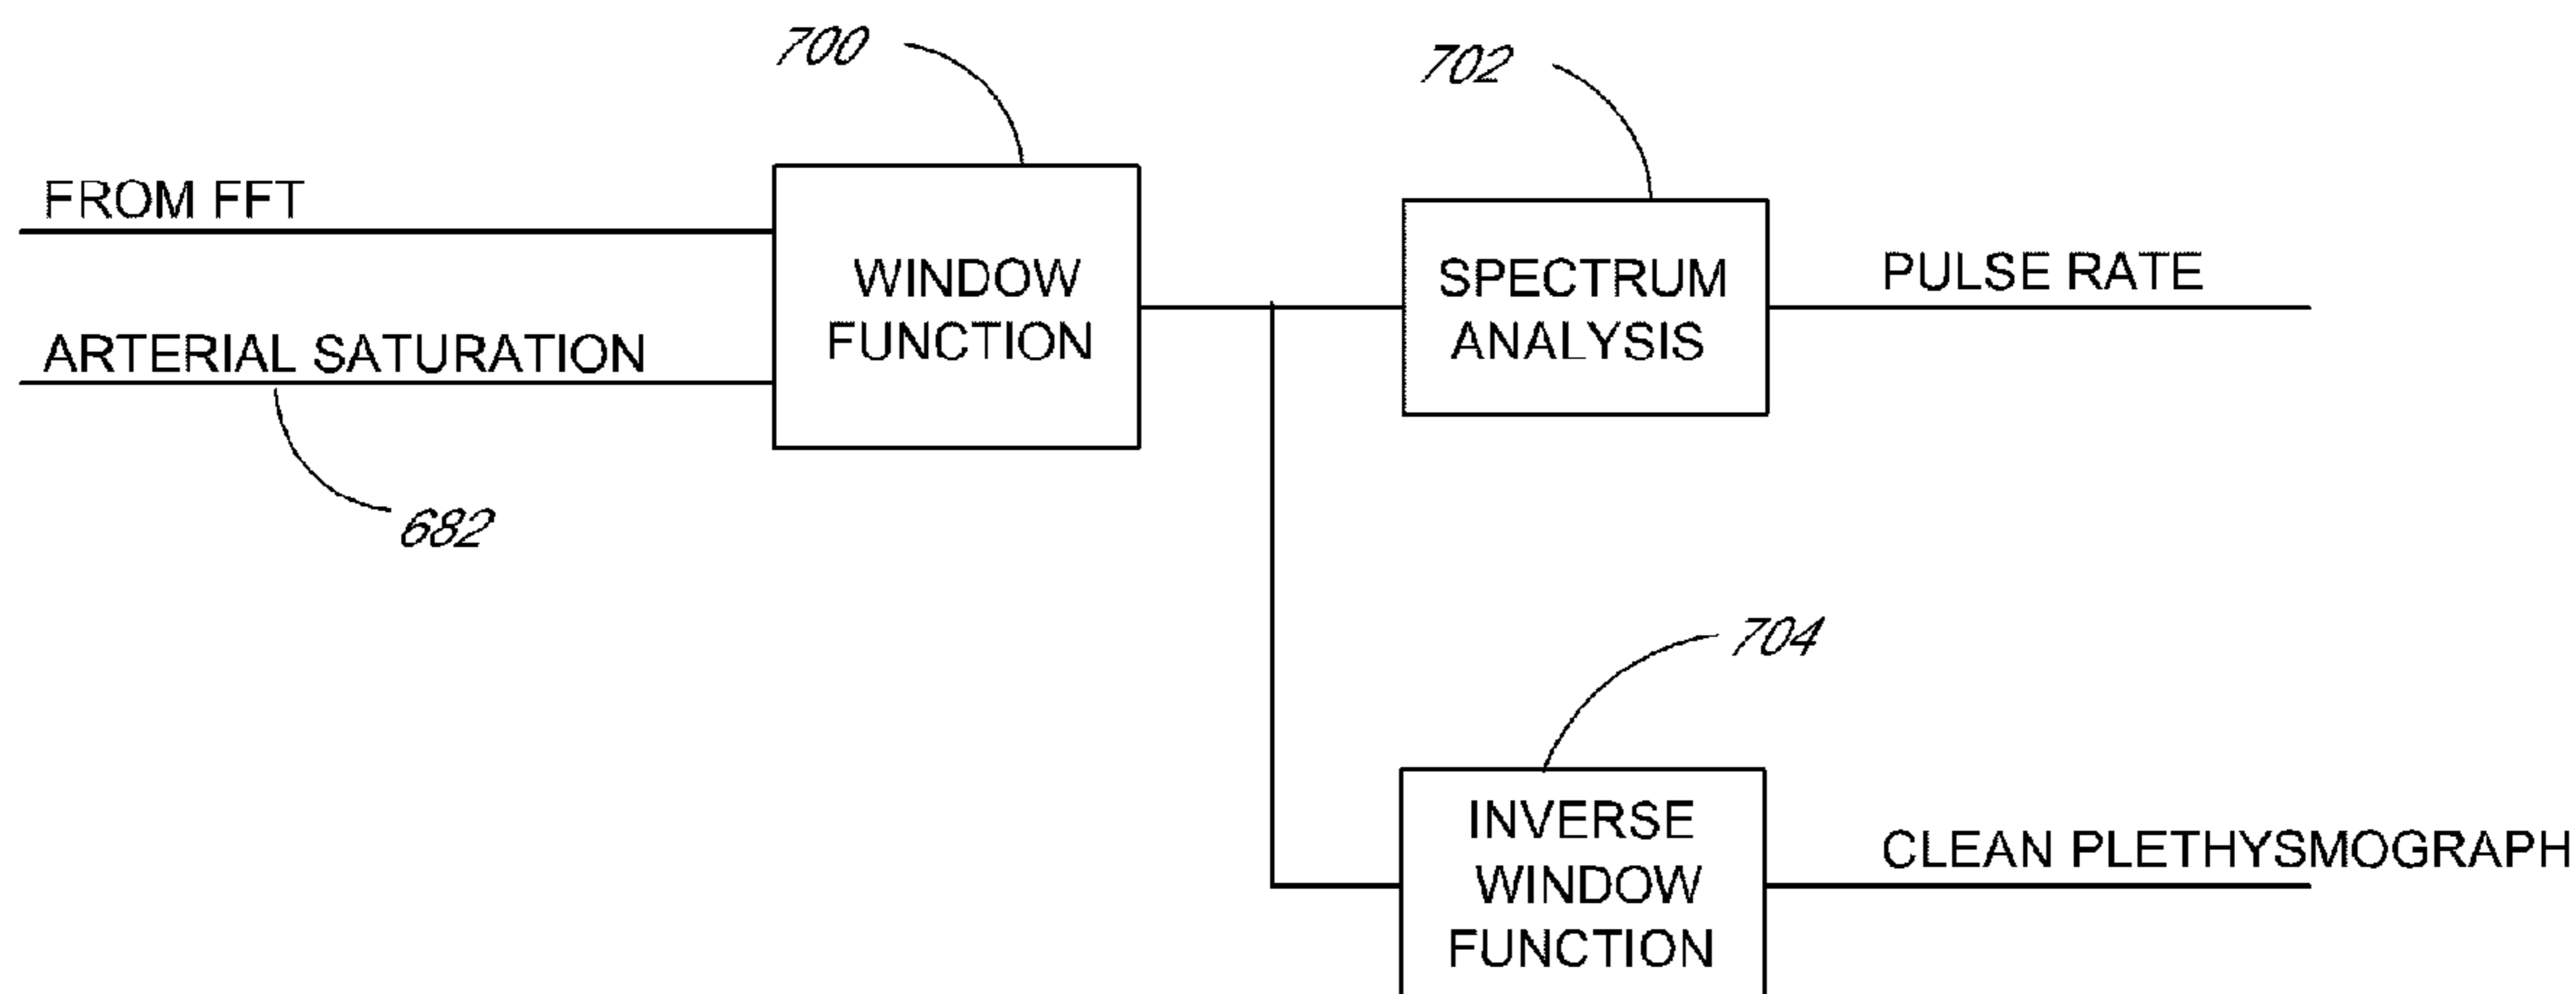 700
702
FROM FFT
WINDOW
FUNCTION
SPECTRUM
ANALYSIS
PULSE RATE
ARTERIAL SATURATION
682
704
INVERSE
WINDOW
FUNCTION
CLEAN PLETHYSMOGRAPH